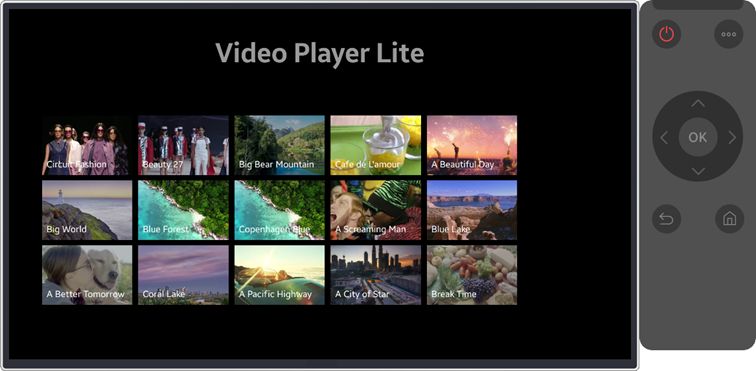 Video Player Lite
Circuit Fashion
Beauty 27
Big Bear Mountain
Cafe de L'amour
A Beautiful Day
Big World
Blue Forest
Copenhagen Blue
A Screaming Man
Blue Lake
A Better Tomorrow
Coral Lake
A Pacific Highway
A City of Star
Break Time
OK